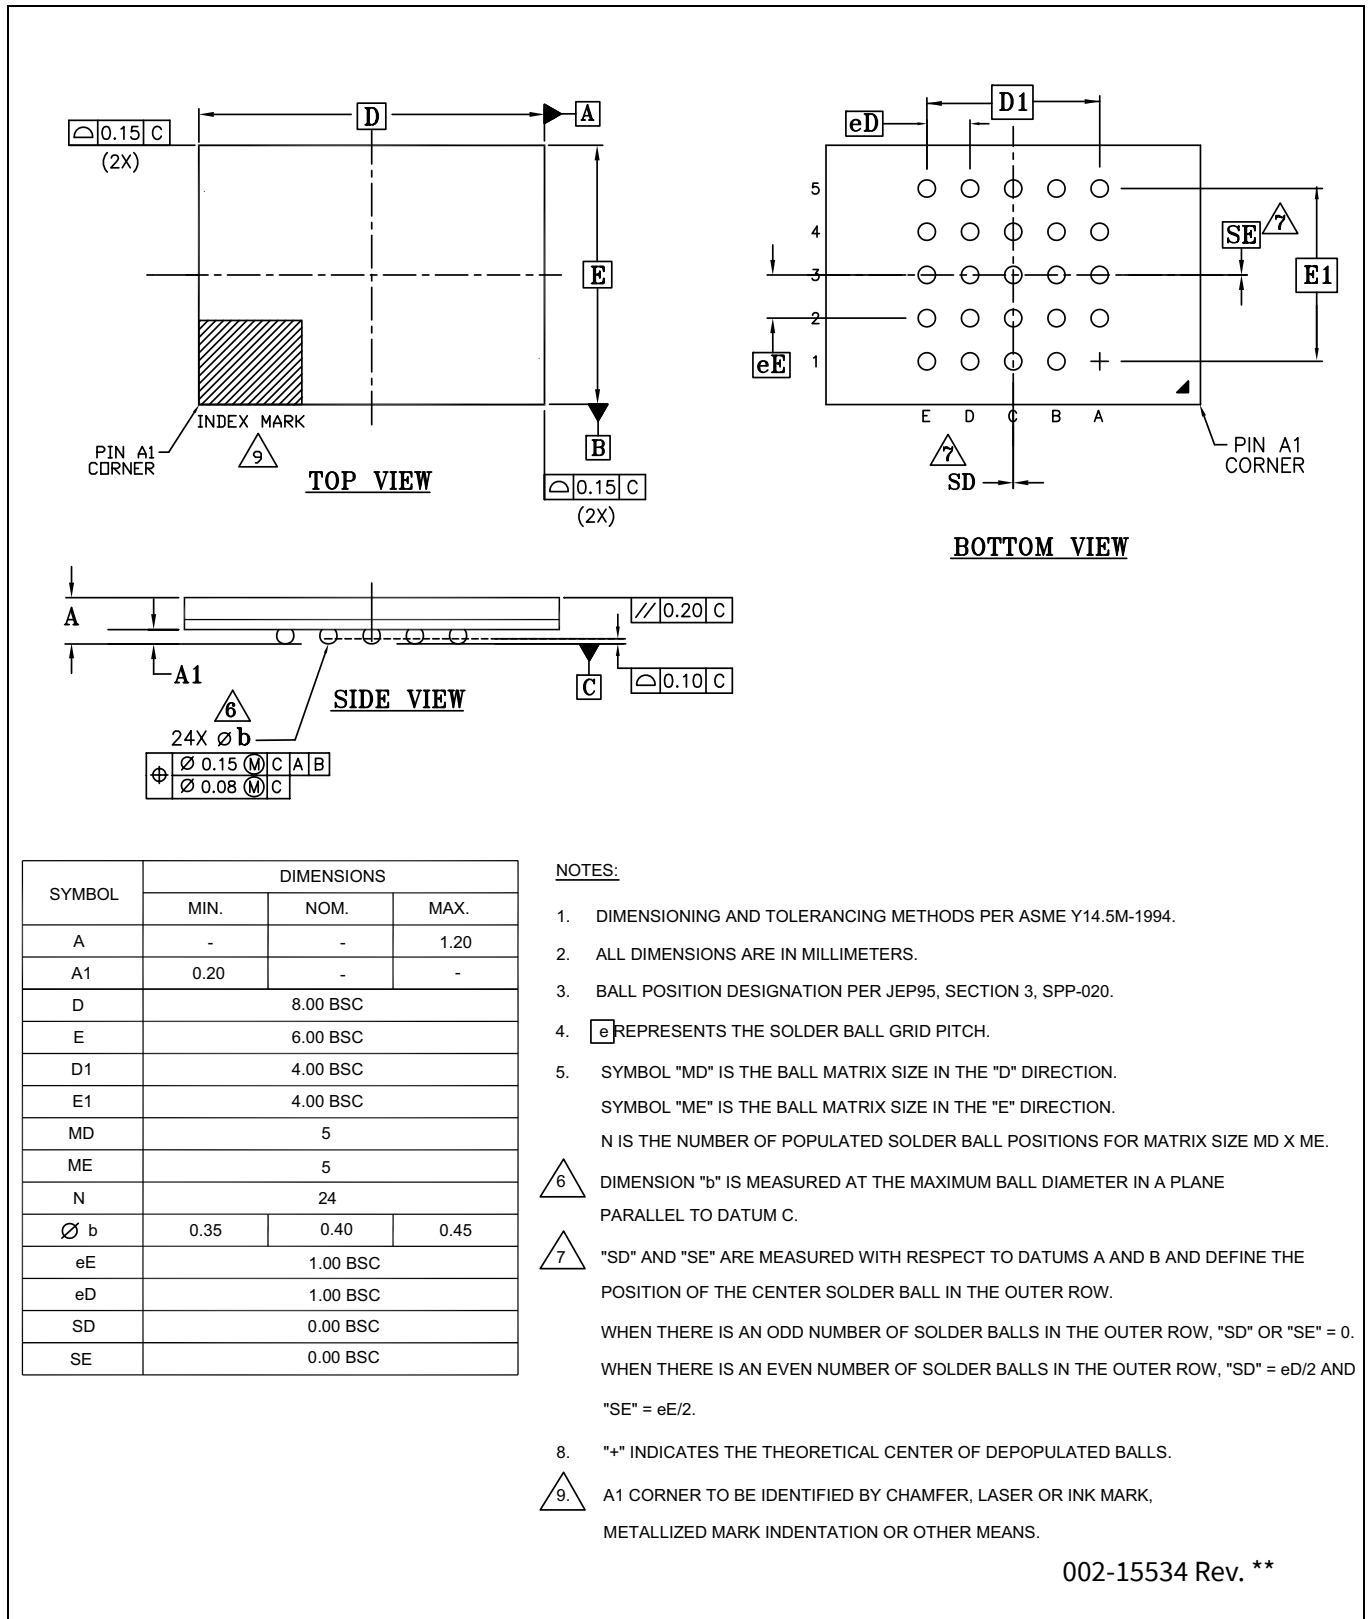 D
A
0.15 C
(2X)
E
INDEX MARK
9
PIN A1
CORNER
B
TOP VIEW
0.15 C
(2X)
D1
eD
5
4
3
2
1
SE
7
E1
eE
E D C B A
7
SD
PIN A1
CORNER
BOTTOM VIEW
A
A1
// 0.20 C
C
0.10 C
SIDE VIEW
6
24X ⌀ b
⌖ ⌀ 0.15 Ⓜ C A B
⌀ 0.08 Ⓜ C
SYMBOL DIMENSIONS
MIN. NOM. MAX.
A - - 1.20
A1 0.20 - -
D 8.00 BSC
E 6.00 BSC
D1 4.00 BSC
E1 4.00 BSC
MD 5
ME 5
N 24
⌀ b 0.35 0.40 0.45
eE 1.00 BSC
eD 1.00 BSC
SD 0.00 BSC
SE 0.00 BSC
NOTES:
1. DIMENSIONING AND TOLERANCING METHODS PER ASME Y14.5M-1994.
2. ALL DIMENSIONS ARE IN MILLIMETERS.
3. BALL POSITION DESIGNATION PER JEP95, SECTION 3, SPP-020.
4. e REPRESENTS THE SOLDER BALL GRID PITCH.
5. SYMBOL "MD" IS THE BALL MATRIX SIZE IN THE "D" DIRECTION.
SYMBOL "ME" IS THE BALL MATRIX SIZE IN THE "E" DIRECTION.
N IS THE NUMBER OF POPULATED SOLDER BALL POSITIONS FOR MATRIX SIZE MD X ME.
6 DIMENSION "b" IS MEASURED AT THE MAXIMUM BALL DIAMETER IN A PLANE
PARALLEL TO DATUM C.
7 "SD" AND "SE" ARE MEASURED WITH RESPECT TO DATUMS A AND B AND DEFINE THE
POSITION OF THE CENTER SOLDER BALL IN THE OUTER ROW.
WHEN THERE IS AN ODD NUMBER OF SOLDER BALLS IN THE OUTER ROW, "SD" OR "SE" = 0.
WHEN THERE IS AN EVEN NUMBER OF SOLDER BALLS IN THE OUTER ROW, "SD" = eD/2 AND
"SE" = eE/2.
8. "+" INDICATES THE THEORETICAL CENTER OF DEPOPULATED BALLS.
9. A1 CORNER TO BE IDENTIFIED BY CHAMFER, LASER OR INK MARK,
METALLIZED MARK INDENTATION OR OTHER MEANS.
002-15534 Rev. **